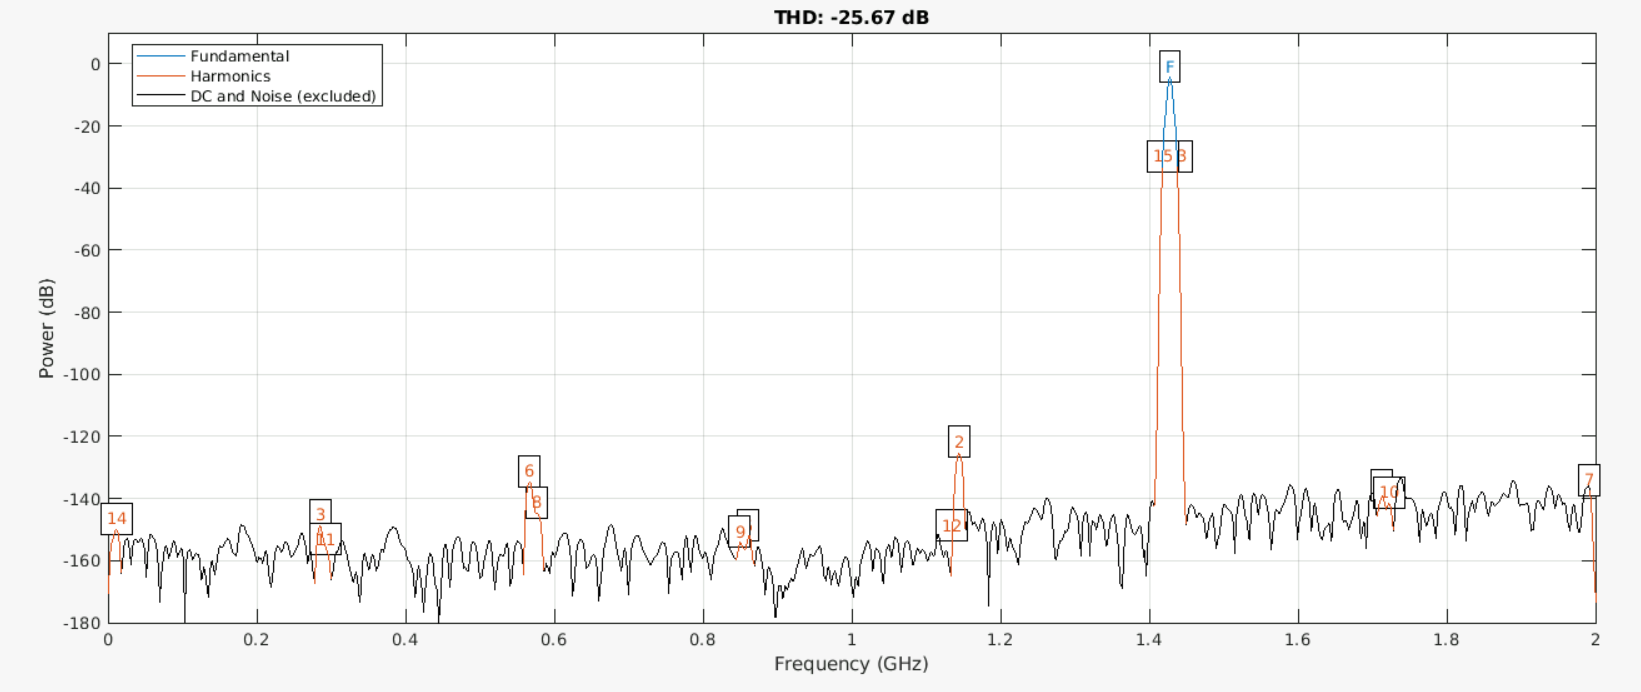 THD: -25.67 dB
Fundamental
Harmonics
DC and Noise (excluded)
F
15 3
2
6
8
7
10
3
11
14
9
12
0
-20
-40
-60
-80
-100
-120
-140
-160
-180
Power (dB)
0 0.2 0.4 0.6 0.8 1 1.2 1.4 1.6 1.8 2
Frequency (GHz)